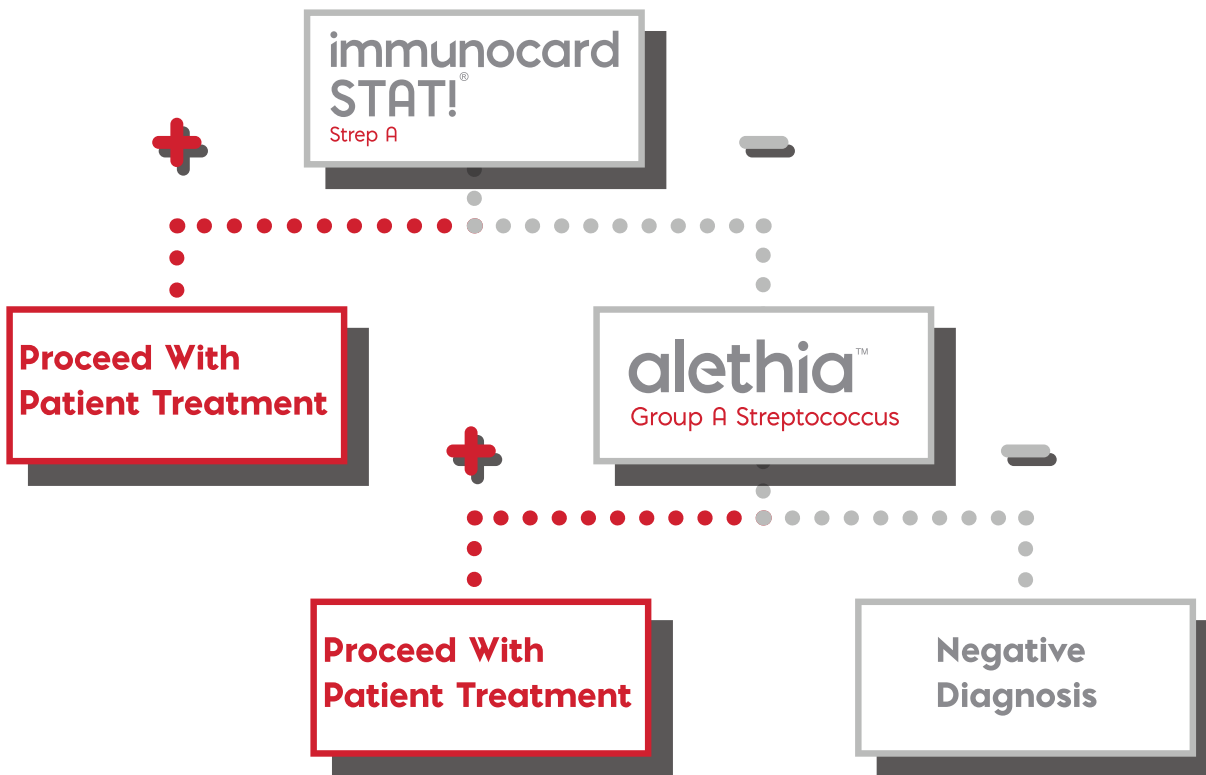 immunocard
STAT!®
Strep A
Proceed With
Patient Treatment
alethia™
Group A Streptococcus
Proceed With
Patient Treatment
Negative
Diagnosis